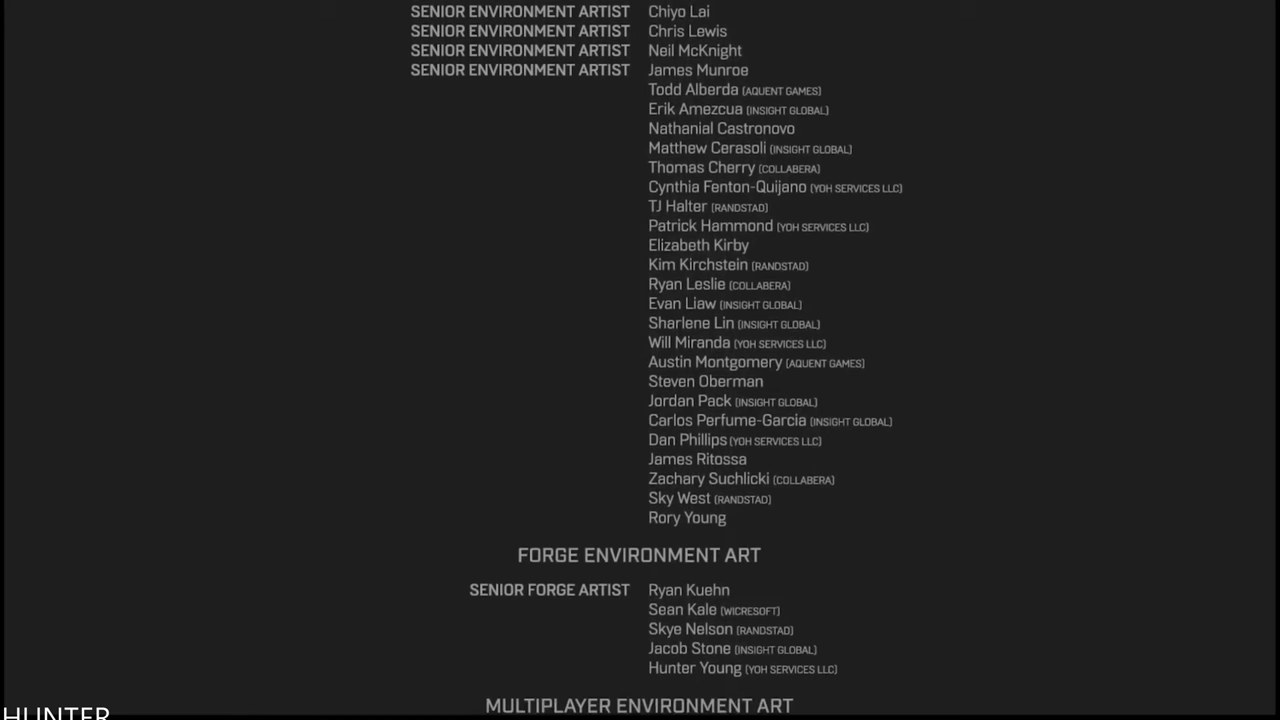 SENIOR ENVIRONMENT ARTIST Chiyo Lai
SENIOR ENVIRONMENT ARTIST Chris Lewis
SENIOR ENVIRONMENT ARTIST Neil McKnight
SENIOR ENVIRONMENT ARTIST James Munroe
Todd Alberda (AQUENT GAMES)
Erik Amezcua (INSIGHT GLOBAL)
Nathanial Castronovo
Matthew Cerasoli (INSIGHT GLOBAL)
Thomas Cherry (COLLABERA)
Cynthia Fenton-Quijano (YOH SERVICES LLC)
TJ Halter (RANDSTAD)
Patrick Hammond (YOH SERVICES LLC)
Elizabeth Kirby
Kim Kirchstein (RANDSTAD)
Ryan Leslie (COLLABERA)
Evan Liaw (INSIGHT GLOBAL)
Sharlene Lin (INSIGHT GLOBAL)
Will Miranda (YOH SERVICES LLC)
Austin Montgomery (AQUENT GAMES)
Steven Oberman
Jordan Pack (INSIGHT GLOBAL)
Carlos Perfume-Garcia (INSIGHT GLOBAL)
Dan Phillips (YOH SERVICES LLC)
James Ritossa
Zachary Suchlicki (COLLABERA)
Sky West (RANDSTAD)
Rory Young
FORGE ENVIRONMENT ART
SENIOR FORGE ARTIST Ryan Kuehn
Sean Kale (WICRESOFT)
Skye Nelson (RANDSTAD)
Jacob Stone (INSIGHT GLOBAL)
Hunter Young (YOH SERVICES LLC)
MULTIPLAYER ENVIRONMENT ART
HUNTER